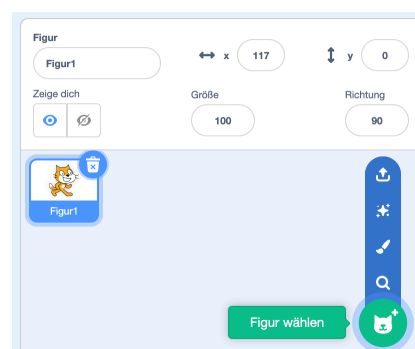 Figur
Figur1
x 117
y 0
Zeige dich
Größe
Richtung
100
90
Figur1
Figur wählen